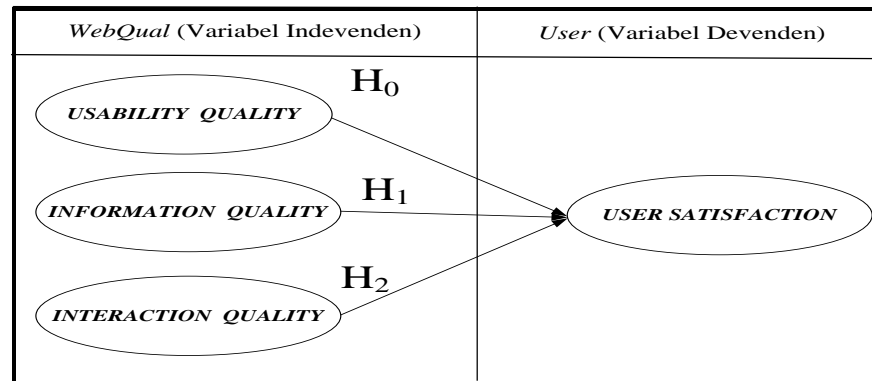 WebQual (Variabel Indevenden)
User (Variabel Devenden)
H0
USABILITY QUALITY
H1
INFORMATION QUALITY
USER SATISFACTION
H2
INTERACTION QUALITY